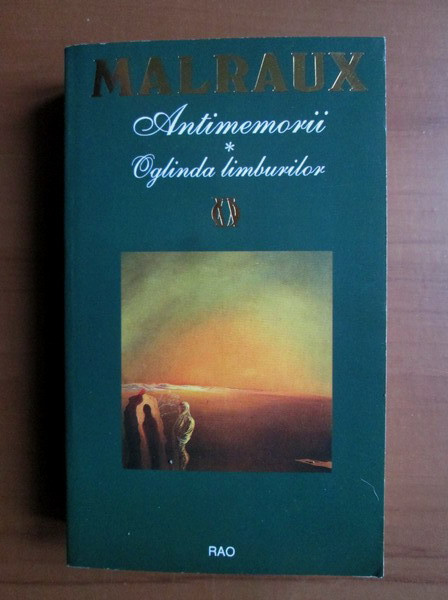 MALRAUX
Antimemorii
*
Oglinda limburilor
RAO